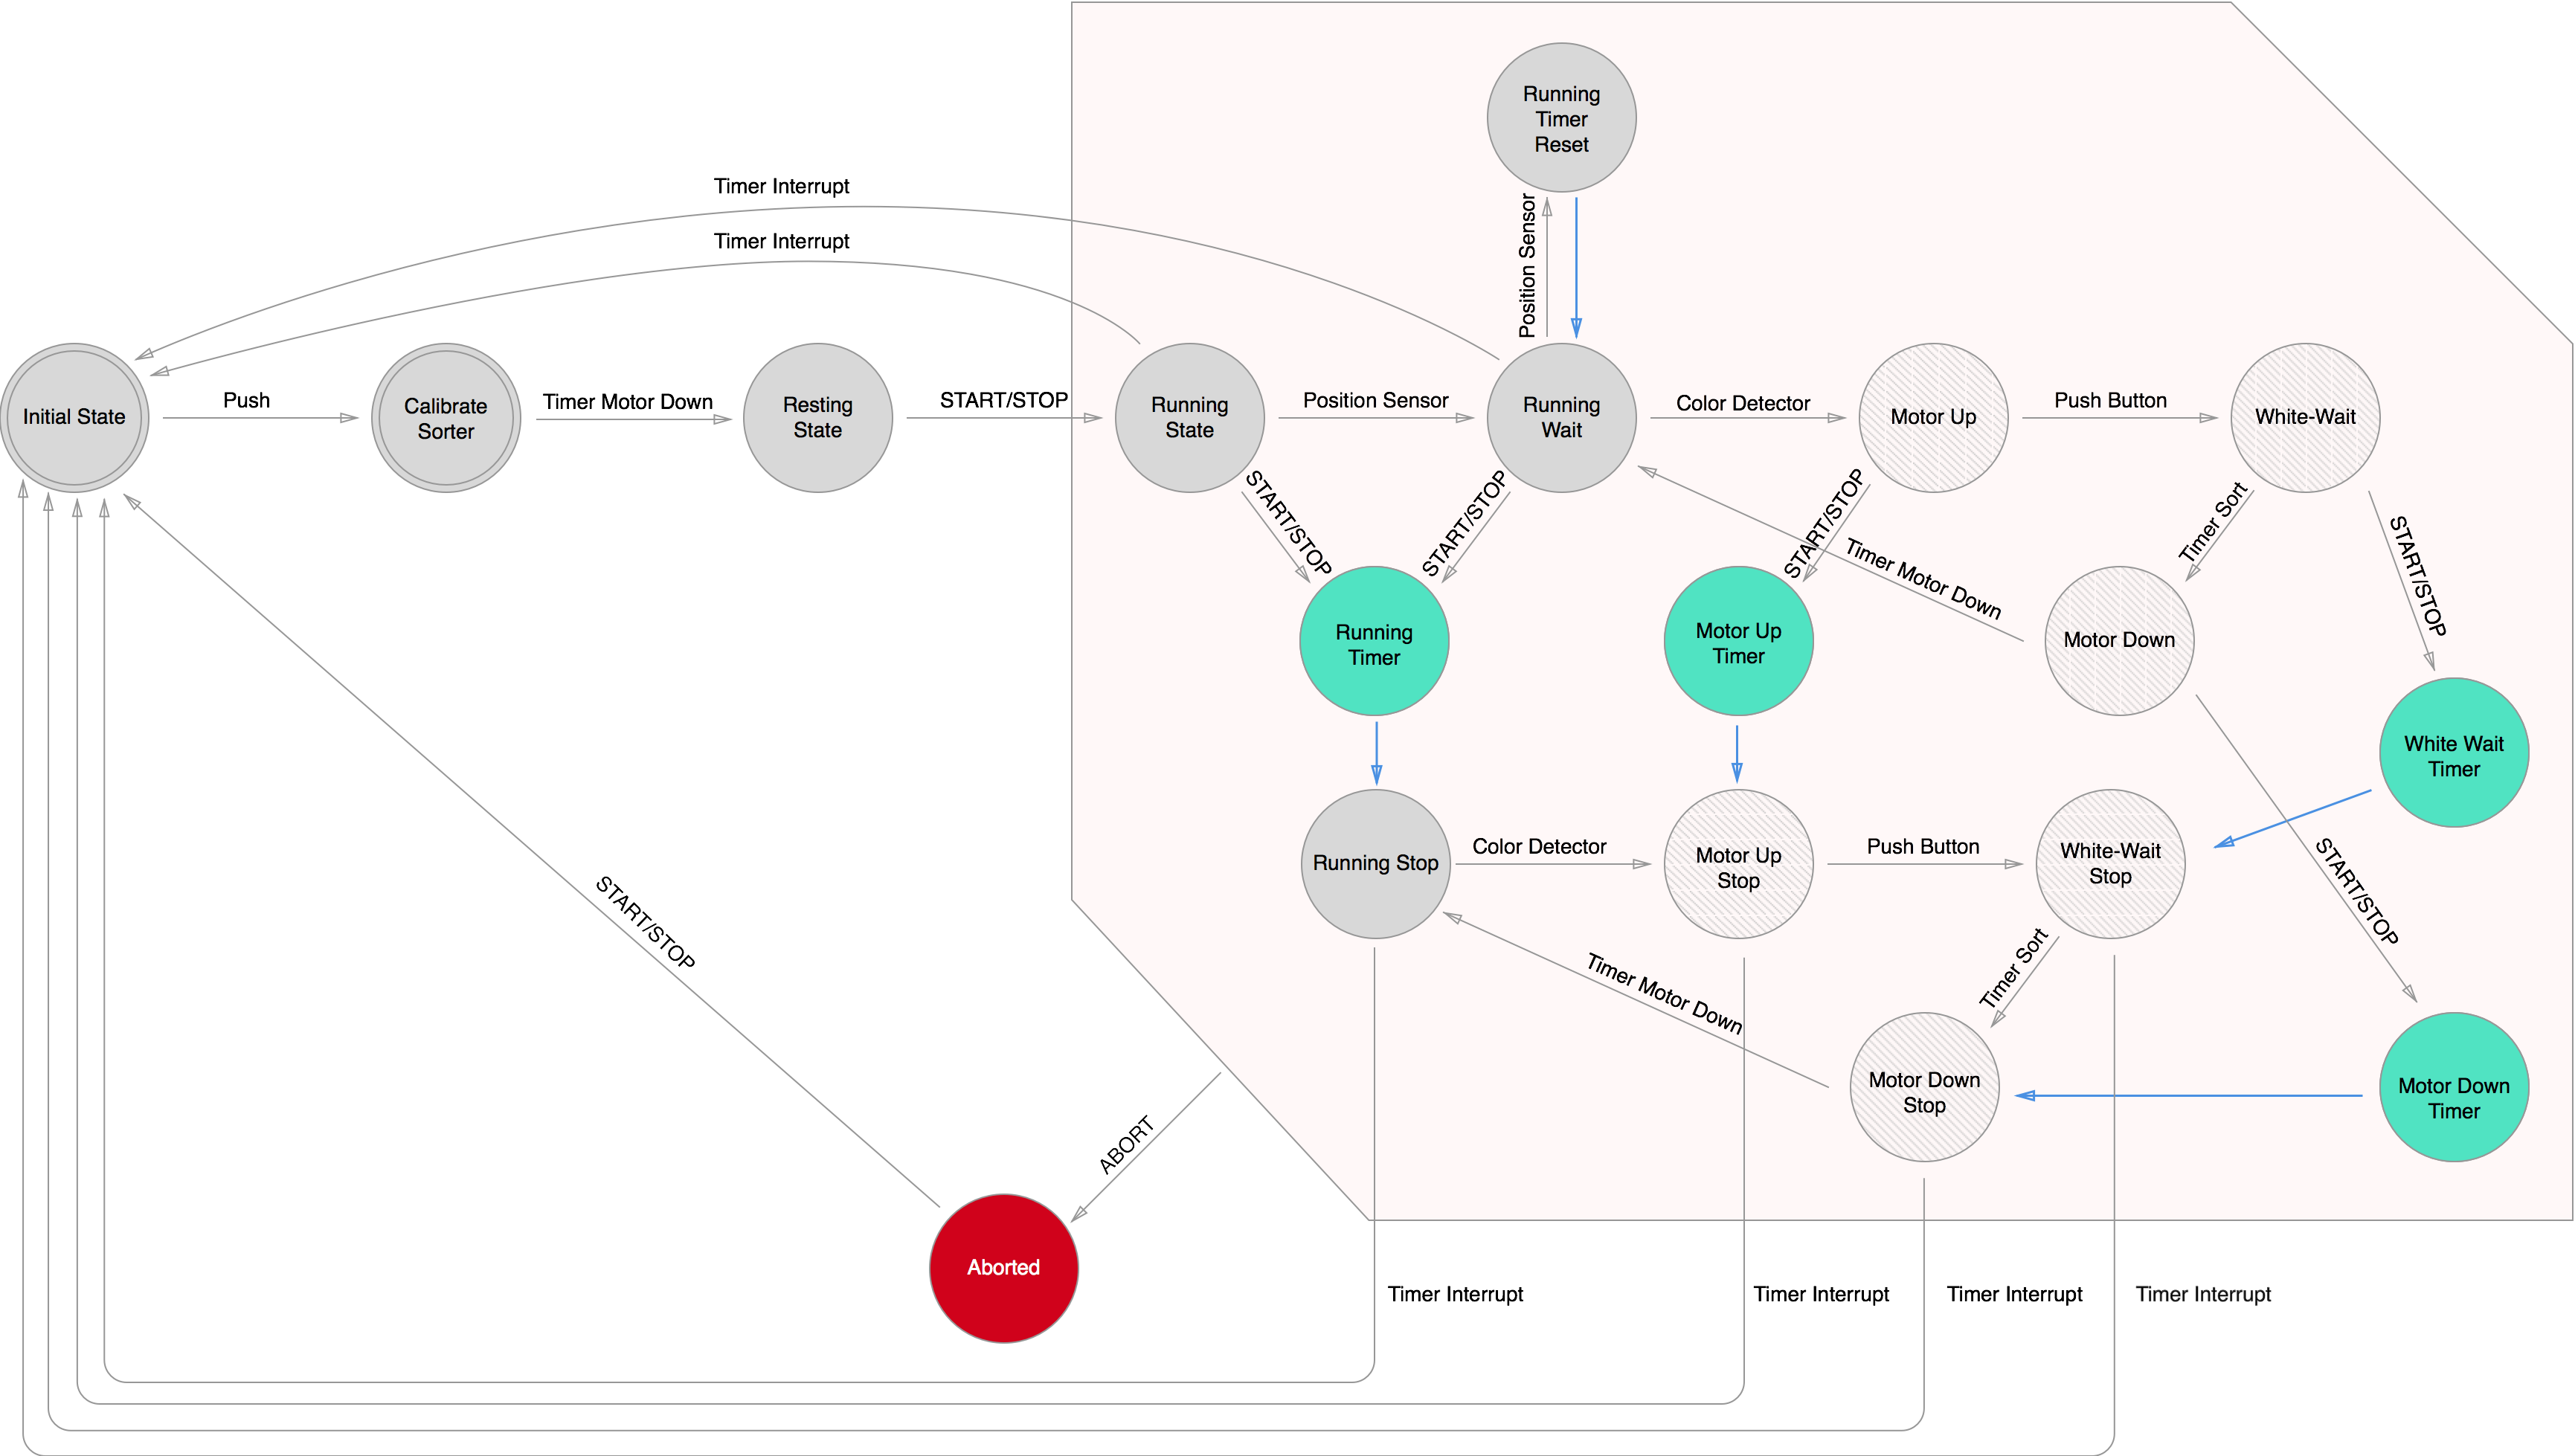 Running
Timer
Reset
Timer Interrupt
Timer Interrupt
Position Sensor
Initial State
Push
Calibrate
Sorter
Timer Motor Down
Resting
State
START/STOP
Running
State
Position Sensor
Running
Wait
Color Detector
Motor Up
Push Button
White-Wait
START/STOP
START/STOP
START/STOP
Timer Motor Down
Timer Sort
START/STOP
Running
Timer
Motor Up
Timer
Motor Down
White Wait
Timer
Running Stop
Color Detector
Motor Up
Stop
Push Button
White-Wait
Stop
START/STOP
START/STOP
Timer Motor Down
Timer Sort
Motor Down
Stop
Motor Down
Timer
ABORT
Aborted
Timer Interrupt
Timer Interrupt
Timer Interrupt
Timer Interrupt